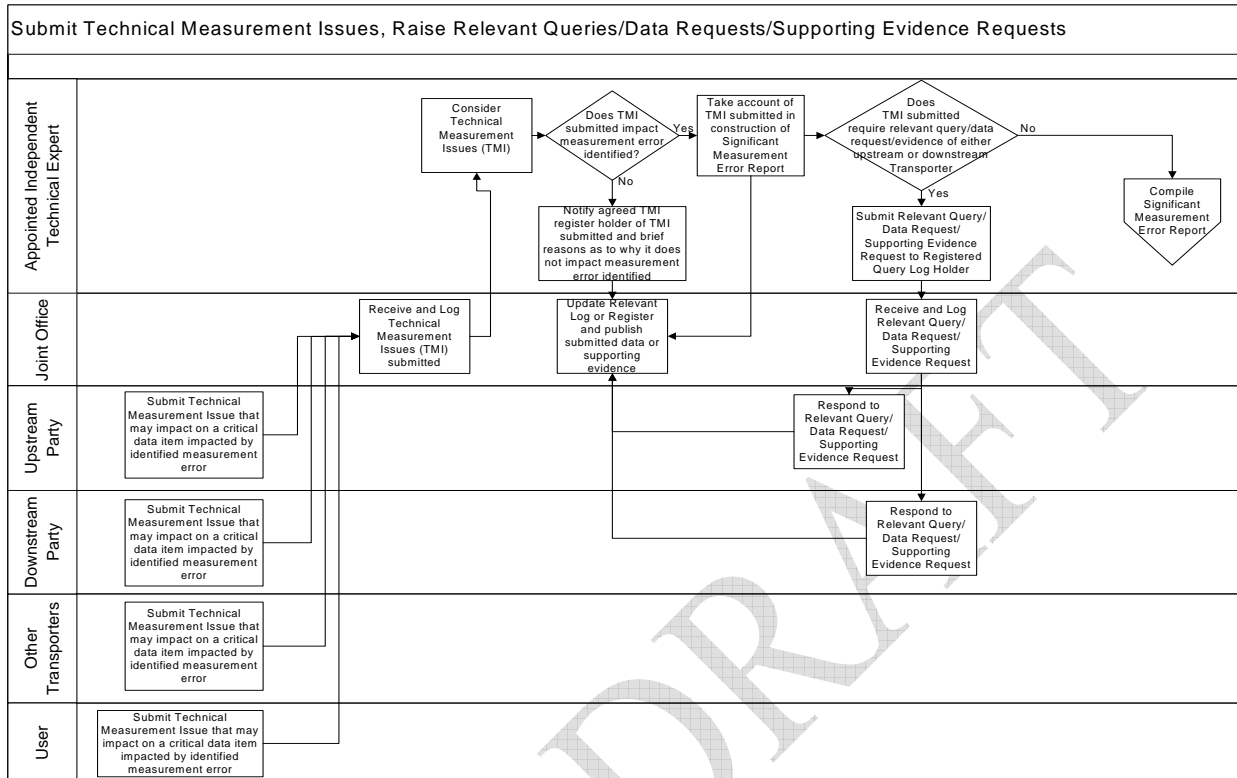 Submit Technical Measurement Issues, Raise Relevant Queries/Data Requests/Supporting Evidence Requests
Appointed Independent
Technical Expert
Consider
Technical
Measurement
Issues (TMI)
Does TMI
submitted impact
measurement error
identified?
Yes
No
Take account of
TMI submitted in
construction of
Significant
Measurement
Error Report
Does
TMI submitted
require relevant query/data
request/evidence of either
upstream or downstream
Transporter
No
Yes
Compile
Significant
Measurement
Error Report
Notify agreed TMI
register holder of TMI
submitted and brief
reasons as to why it does
not impact measurement
error identified
Submit Relevant Query/
Data Request/
Supporting Evidence
Request to Registered
Query Log Holder
Joint Office
Receive and Log
Technical
Measurement
Issues (TMI)
submitted
Update Relevant
Log or Register
and publish
submitted data or
supporting
evidence
Receive and Log
Relevant Query/
Data Request/
Supporting
Evidence Request
Upstream
Party
Submit Technical
Measurement Issue that
may impact on a critical
data item impacted by
identified measurement
error
Respond to
Relevant Query/
Data Request/
Supporting
Evidence Request
Downstream
Party
Submit Technical
Measurement Issue that
may impact on a critical
data item impacted by
identified measurement
error
Respond to
Relevant Query/
Data Request/
Supporting
Evidence Request
Other
Transporters
Submit Technical
Measurement Issue that
may impact on a critical
data item impacted by
identified measurement
error
User
Submit Technical
Measurement Issue that may
impact on a critical data item
impacted by identified
measurement error
DRAFT